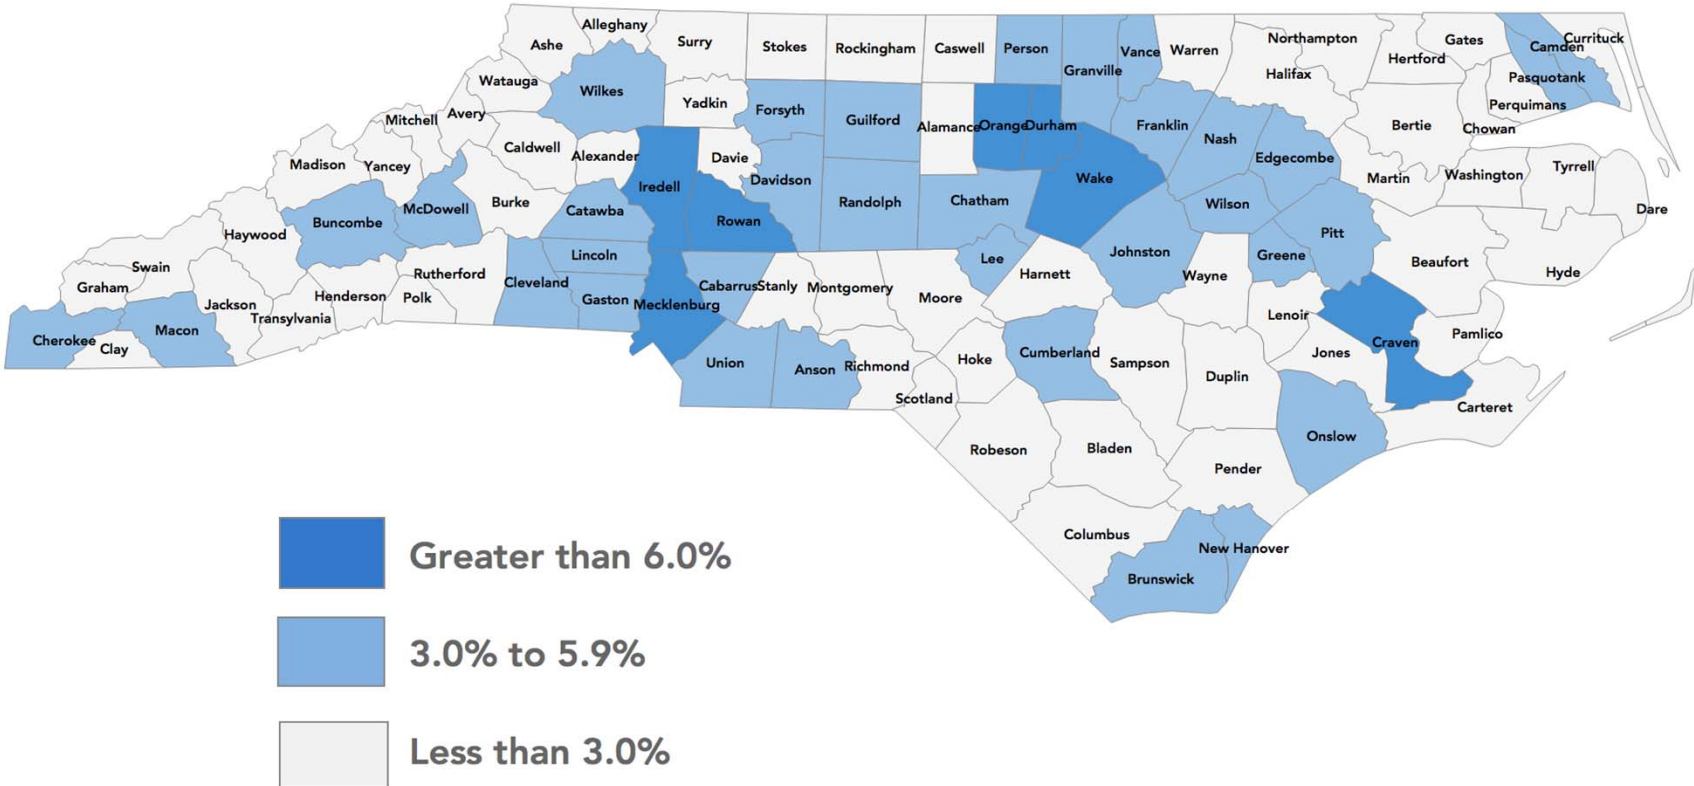 Alleghany
Ashe
Surry
Stokes
Rockingham
Caswell
Person
Vance
Warren
Northampton
Gates
Camden
Currituck
Hertford
Granville
Halifax
Pasquotank
Watauga
Wilkes
Yadkin
Forsyth
Perquimans
Mitchell
Avery
Guilford
Alamance
Orange
Durham
Franklin
Nash
Bertie
Chowan
Caldwell
Alexander
Davie
Edgecombe
Madison
Yancey
Iredell
Davidson
Wake
Martin
Washington
Tyrrell
Buncombe
McDowell
Burke
Catawba
Rowan
Randolph
Chatham
Wilson
Dare
Haywood
Pitt
Swain
Lincoln
Lee
Johnston
Greene
Beaufort
Graham
Rutherford
Cleveland
Harnett
Wayne
Hyde
Jackson
Henderson
Polk
Gaston
Cabarrus
Stanly
Montgomery
Moore
Mecklenburg
Transylvania
Lenoir
Cherokee
Macon
Clay
Craven
Pamlico
Union
Anson
Richmond
Hoke
Cumberland
Sampson
Jones
Duplin
Scotland
Carteret
Robeson
Bladen
Onslow
Pender
Columbus
New Hanover
Brunswick
Greater than 6.0%
3.0% to 5.9%
Less than 3.0%